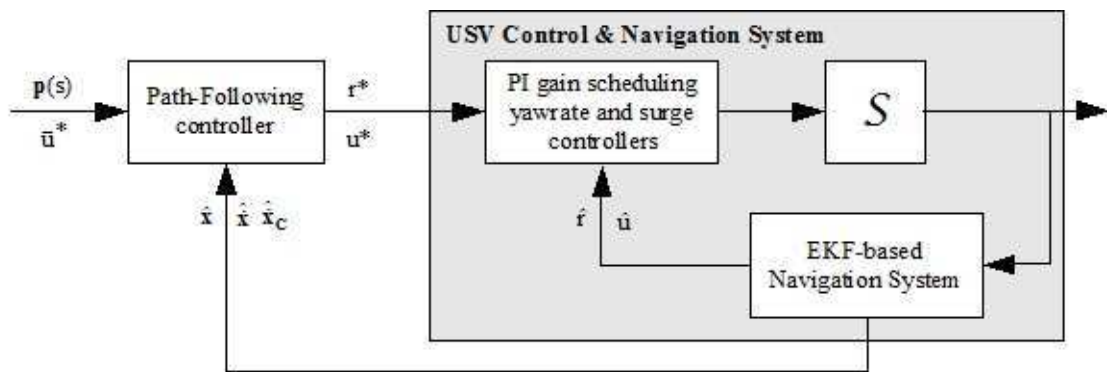 USV Control & Navigation System
p(s)
ū*
Path-Following
controller
r*
u*
PI gain scheduling
yawrate and surge
controllers
S
x̂ x̂̇ x̂̇c
r̂ û
EKF-based
Navigation System